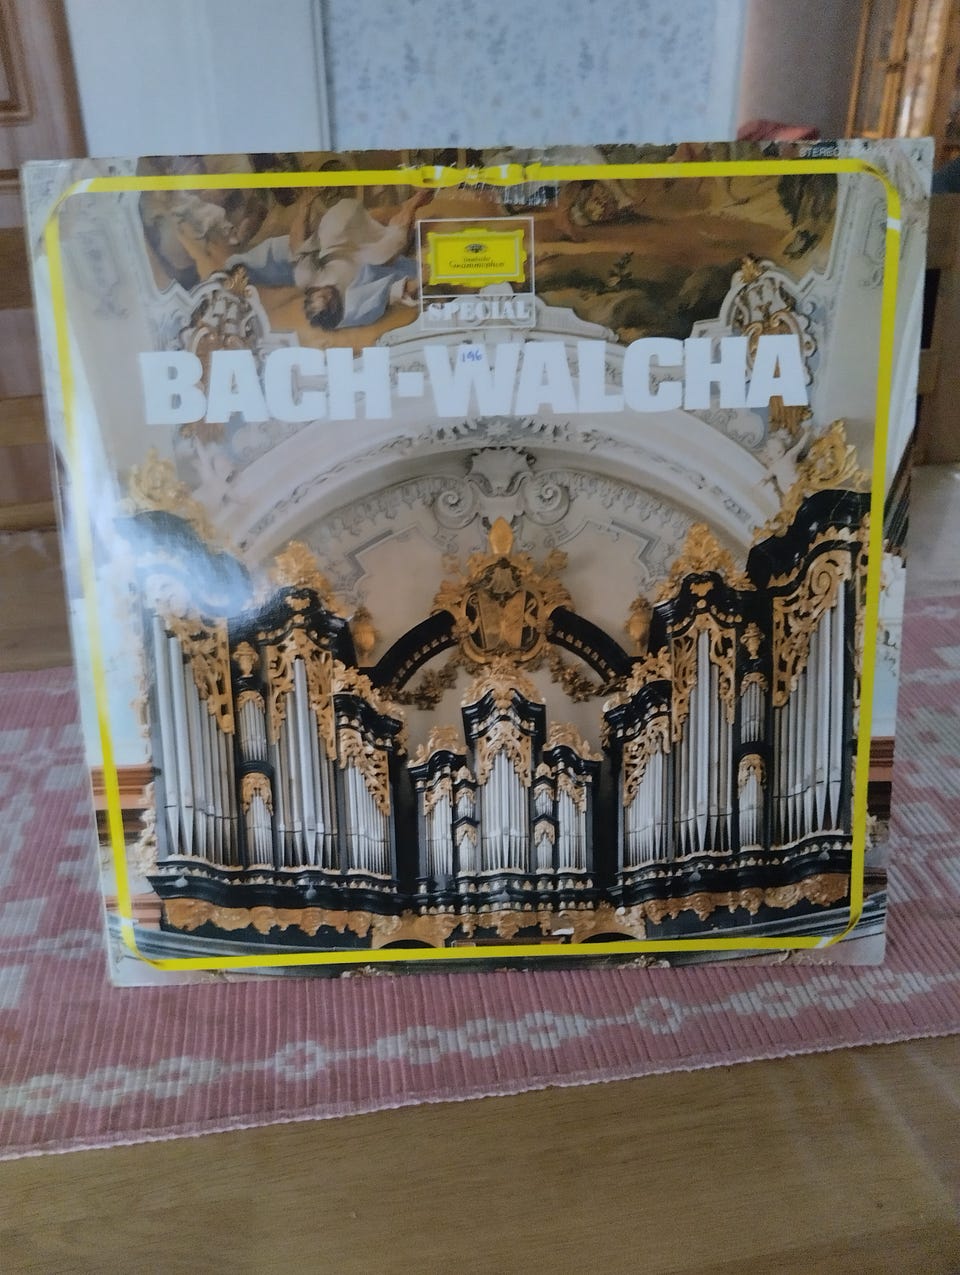 STEREO
Deutsche
Grammophon
SPECIAL
BACH-WALCHA
196